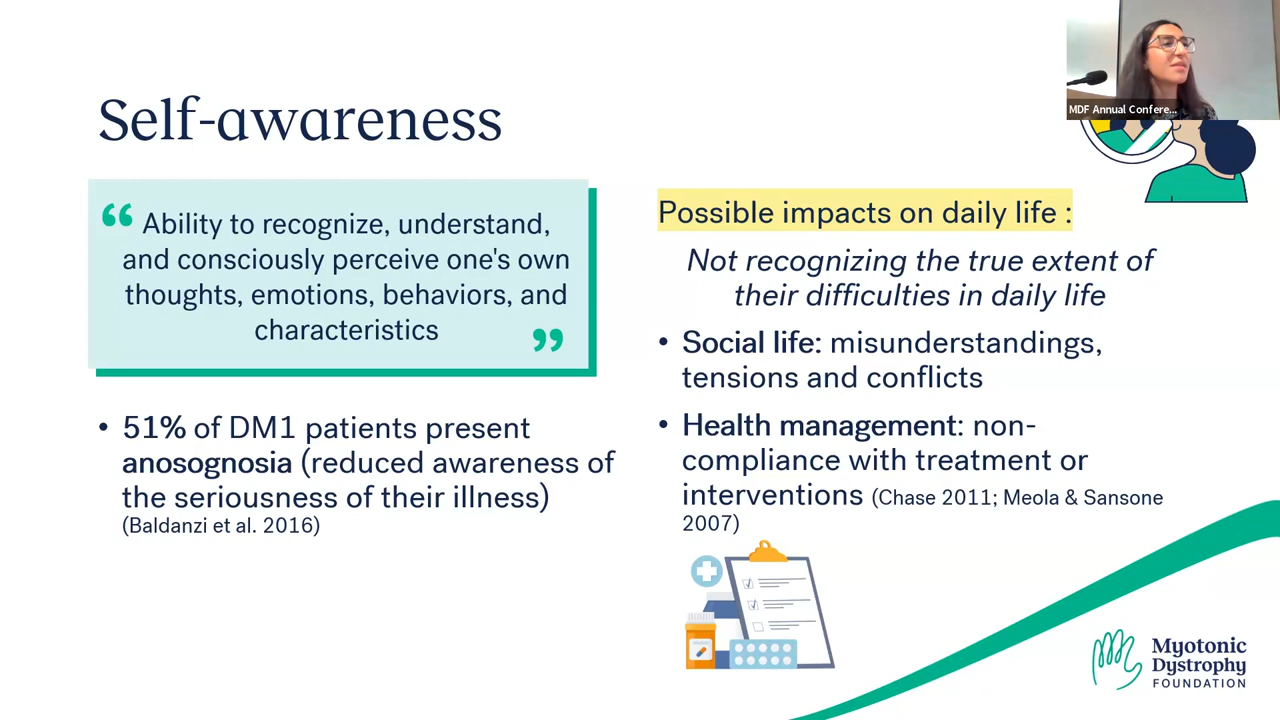 MDF Annual Confere...
Self-awareness
“ Ability to recognize, understand,
and consciously perceive one's own
thoughts, emotions, behaviors, and
characteristics ”
• 51% of DM1 patients present
anosognosia (reduced awareness of
the seriousness of their illness)
(Baldanzi et al. 2016)
Possible impacts on daily life :
Not recognizing the true extent of
their difficulties in daily life
• Social life: misunderstandings,
tensions and conflicts
• Health management: non-
compliance with treatment or
interventions (Chase 2011; Meola & Sansone
2007)
Myotonic
Dystrophy
FOUNDATION